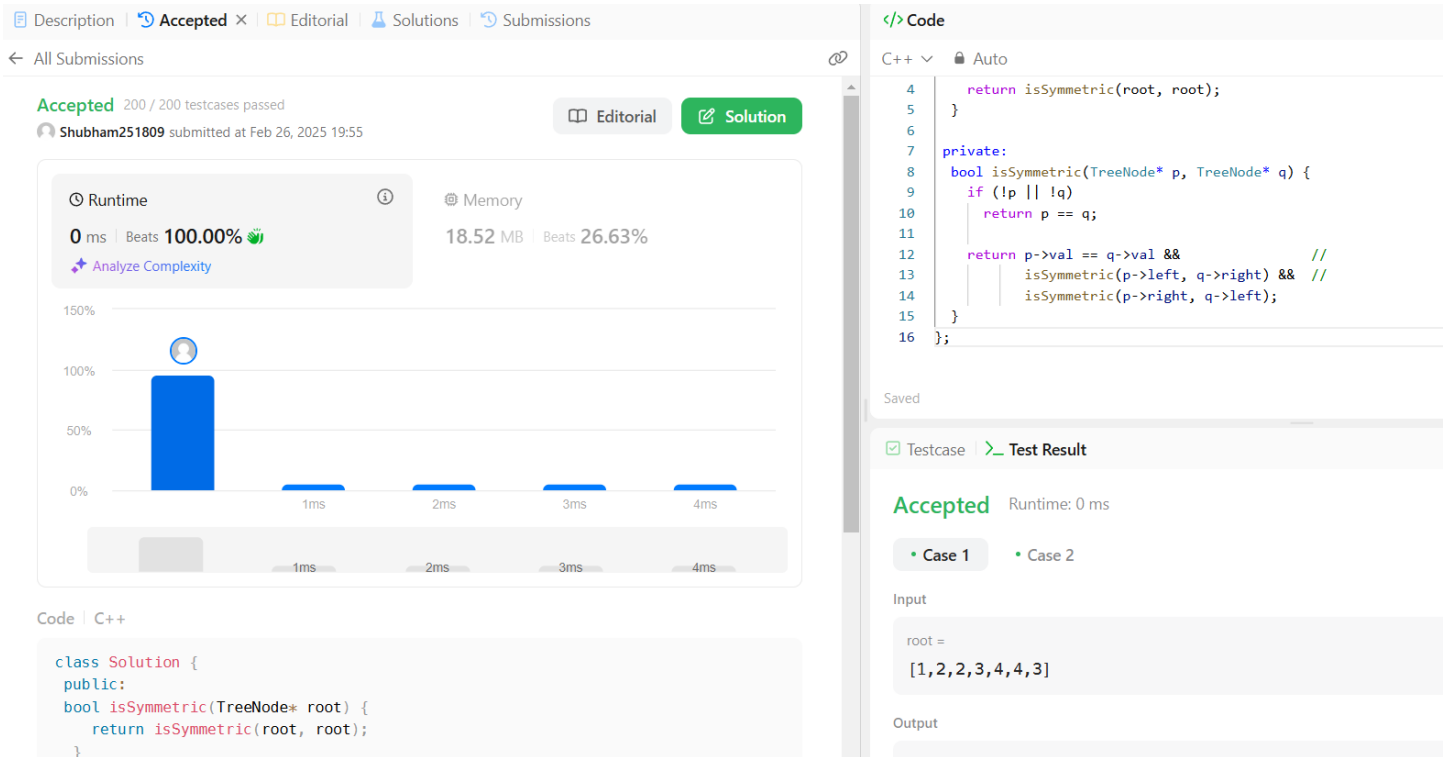 Description Accepted Editorial Solutions Submissions
All Submissions
Accepted 200 / 200 testcases passed
Shubham251809 submitted at Feb 26, 2025 19:55
Editorial
Solution
Runtime
0 ms Beats 100.00%
Analyze Complexity
Memory
18.52 MB Beats 26.63%
150%
100%
50%
0%
1ms 2ms 3ms 4ms
1ms 2ms 3ms 4ms
Code C++
class Solution {
public:
bool isSymmetric(TreeNode* root) {
return isSymmetric(root, root);
}
</> Code
C++ Auto
4 return isSymmetric(root, root);
5 }
6
7 private:
8 bool isSymmetric(TreeNode* p, TreeNode* q) {
9 if (!p || !q)
10 return p == q;
11
12 return p->val == q->val && //
13 isSymmetric(p->left, q->right) && //
14 isSymmetric(p->right, q->left);
15 }
16 };
Saved
Testcase >_ Test Result
Accepted Runtime: 0 ms
• Case 1 • Case 2
Input
root =
[1,2,2,3,4,4,3]
Output